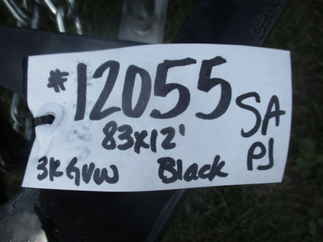 #12055
83x12' SA
3K GVW Black PJ